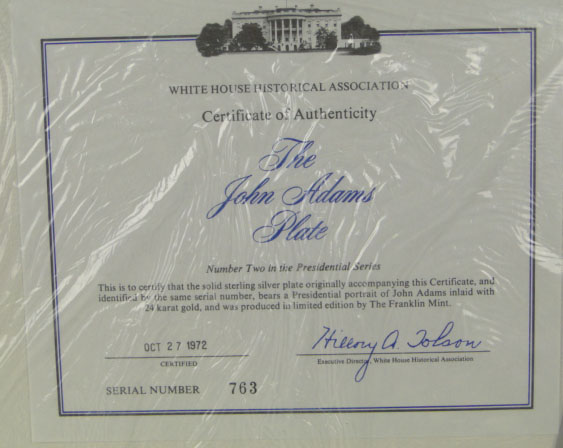 WHITE HOUSE HISTORICAL ASSOCIATION
Certificate of Authenticity
The
John Adams
Plate
Number Two in the Presidential Series
This is to certify that the solid sterling silver plate originally accompanying this Certificate, and
identified by the same serial number, bears a Presidential portrait of John Adams inlaid with
24 karat gold, and was produced in limited edition by The Franklin Mint.
OCT 27 1972
CERTIFIED
Hillory A. Tolson
Executive Director, White House Historical Association
SERIAL NUMBER 763